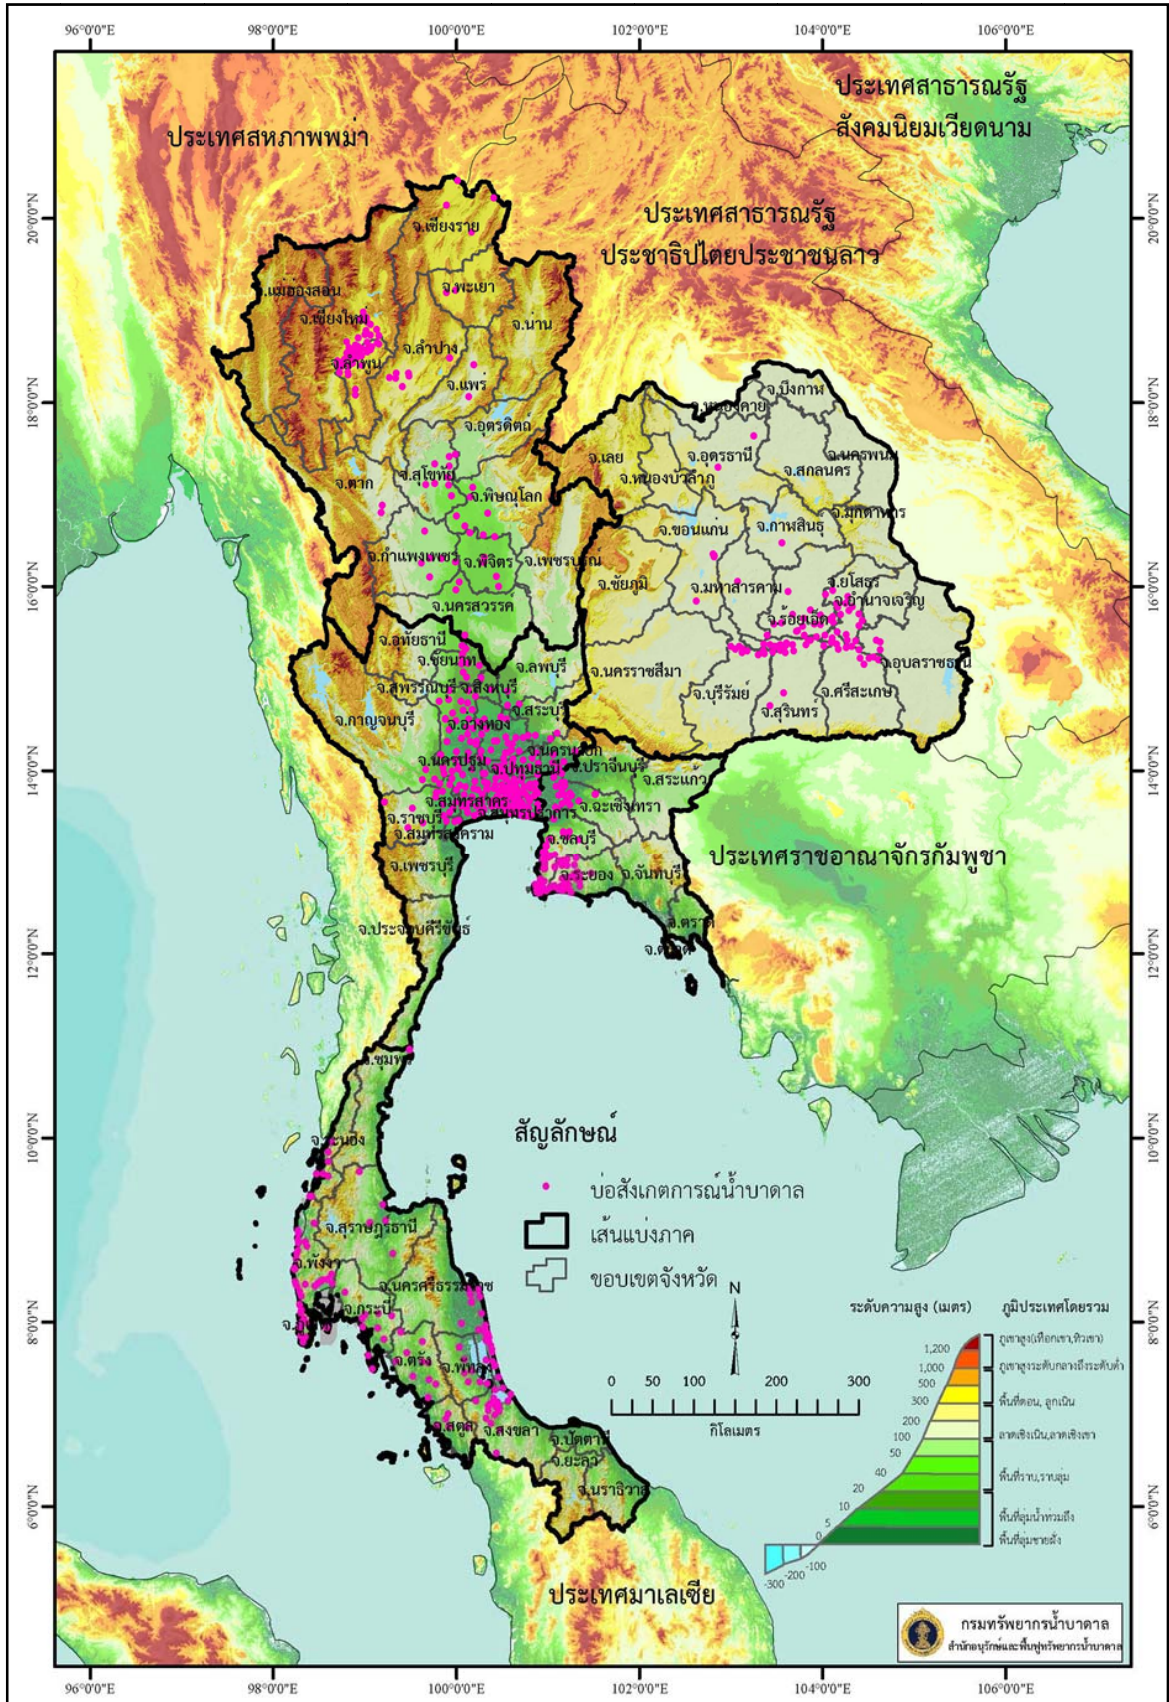 96°0'0"E 98°0'0"E 100°0'0"E 102°0'0"E 104°0'0"E 106°0'0"E
ประเทศสาธารณรัฐ
สังคมนิยมเวียดนาม
ประเทศสหภาพพม่า
20°0'0"N
20°0'0"N
ประเทศสาธารณรัฐ
ประชาธิปไตยประชาชนลาว
จ.เชียงราย
จ.พะเยา
จ.แม่ฮ่องสอน
จ.เชียงใหม่
จ.น่าน
จ.ลำปาง
จ.ลำพูน
จ.แพร่
18°0'0"N
18°0'0"N
จ.บึงกาฬ
จ.หนองคาย
จ.อุตรดิตถ์
จ.เลย
จ.อุดรธานี
จ.นครพนม
จ.สกลนคร
จ.หนองบัวลำภู
จ.สุโขทัย
จ.ตาก
จ.พิษณุโลก
จ.มุกดาหาร
จ.ขอนแก่น
จ.กาฬสินธุ์
จ.กำแพงเพชร
จ.พิจิตร
จ.เพชรบูรณ์
จ.ชัยภูมิ
จ.มหาสารคาม
จ.ยโสธร
จ.อำนาจเจริญ
16°0'0"N
16°0'0"N
จ.นครสวรรค์
จ.ร้อยเอ็ด
จ.อุทัยธานี
จ.ชัยนาท
จ.ลพบุรี
จ.นครราชสีมา
จ.อุบลราชธานี
จ.สุพรรณบุรี
จ.สิงหบุรี
จ.บุรีรัมย์
จ.ศรีสะเกษ
จ.สระบุรี
จ.สุรินทร์
จ.กาญจนบุรี
จ.อ่างทอง
จ.นครนายก
จ.นครปฐม
จ.ปทุมธานี
จ.ปราจีนบุรี
จ.สระแก้ว
14°0'0"N
14°0'0"N
จ.สมุทรสาคร
จ.ฉะเชิงเทรา
จ.ราชบุรี
จ.สมุทรปราการ
จ.สมุทรสงคราม
จ.ชลบุรี
จ.เพชรบุรี
จ.ระยอง
จ.จันทบุรี
ประเทศราชอาณาจักรกัมพูชา
จ.ประจวบคีรีขันธ์
จ.ตราด
จ.ตราด
12°0'0"N
12°0'0"N
จ.ชุมพร
สัญลักษณ์
10°0'0"N
10°0'0"N
จ.ระนอง
บ่อสังเกตการณ์น้ำบาดาล
เส้นแบ่งภาค
ขอบเขตจังหวัด
จ.สุราษฎรธานี
จ.พังงา
จ.นครศรีธรรมราช
จ.กระบี่
จ.ภูเก็ต
8°0'0"N
8°0'0"N
จ.ตรัง
จ.พัทลุง
จ.สตูล
จ.สงขลา
จ.ปัตตานี
จ.ยะลา
จ.นราธิวาส
6°0'0"N
6°0'0"N
N
0 50 100 200 300
กิโลเมตร
ระดับความสูง (เมตร) ภูมิประเทศโดยรวม
1,200
1,000
500
300
200
100
50
40
20
10
5
0
-100
-200
-300
ภูเขาสูง(เทือกเขา,ทิวเขา)
ภูเขาสูงระดับกลางถึงระดับต่ำ
พื้นที่ดอน, ลูกเนิน
ลาดเชิงเนิน,ลาดเชิงเขา
พื้นที่ราบ,ราบลุ่ม
พื้นที่ลุ่มน้ำท่วมถึง
พื้นที่ลุ่มชายฝั่ง
ประเทศมาเลเซีย
กรมทรัพยากรน้ำบาดาล
สำนักอนุรักษ์และฟื้นฟูทรัพยากรน้ำบาดาล
96°0'0"E 98°0'0"E 100°0'0"E 102°0'0"E 104°0'0"E 106°0'0"E